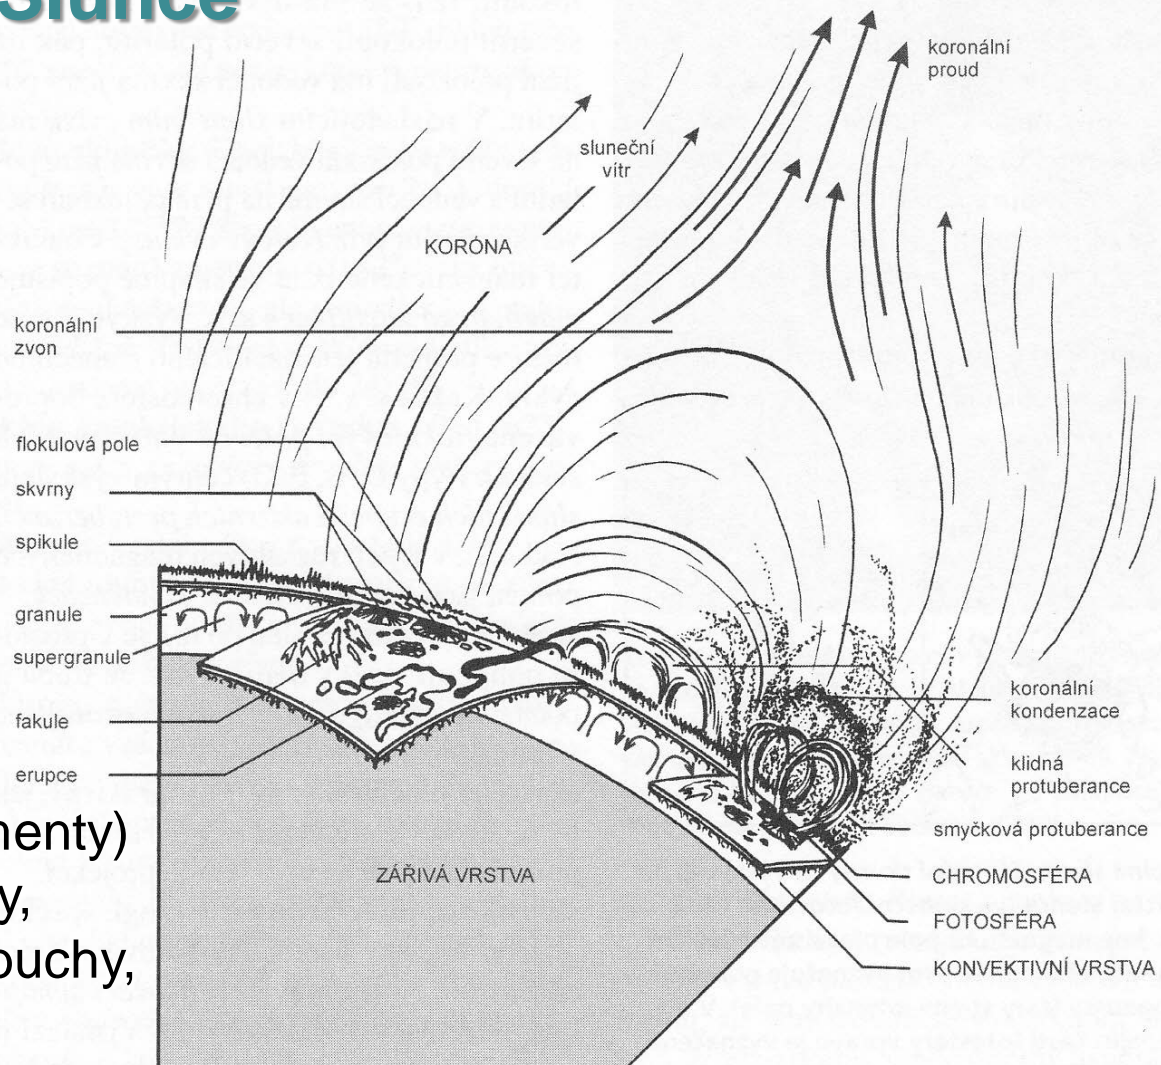 Slunce
koronální
proud
sluneční
vítr
KORÓNA
koronální
zvon
flokulová pole
skvrny
spikule
granule
supergranule
fakule
erupce
koronální
kondenzace
klidná
protuberance
smyčková protuberance
ZÁŘIVÁ VRSTVA
CHROMOSFÉRA
FOTOSFÉRA
KONVEKTIVNÍ VRSTVA
menty)
y,
ouchy,